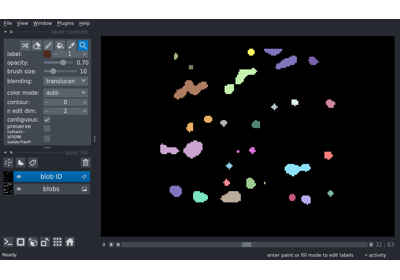 File View Window Plugins Help
layer controls
label: 1
opacity: 0.70
brush size: 10
blending: translucen
color mode: auto
contour: 0
n edit dim: 2
contiguous:
preserve
labels:
show
selected:
layer list
blob ID
blobs
0 32 63
Ready enter paint or fill mode to edit labels activity